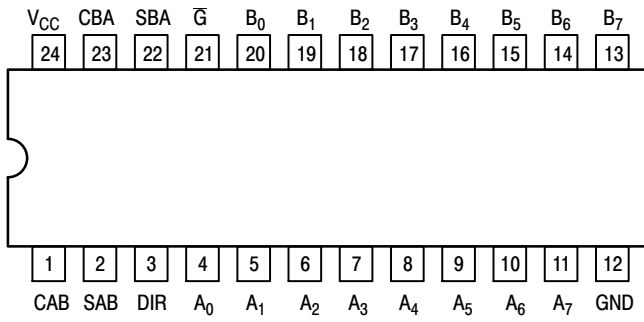 V_CC CBA SBA G̅ B₀ B₁ B₂ B₃ B₄ B₅ B₆ B₇
24 23 22 21 20 19 18 17 16 15 14 13
1 2 3 4 5 6 7 8 9 10 11 12
CAB SAB DIR A₀ A₁ A₂ A₃ A₄ A₅ A₆ A₇ GND